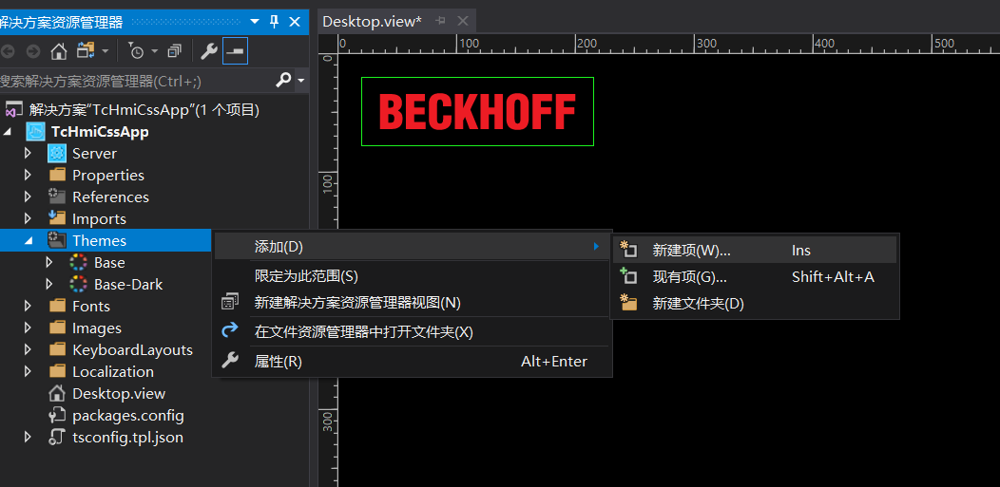 解决方案资源管理器
搜索解决方案资源管理器(Ctrl+;)
解决方案"TcHmiCssApp"(1 个项目)
TcHmiCssApp
Server
Properties
References
Imports
Themes
Base
Base-Dark
Fonts
Images
KeyboardLayouts
Localization
Desktop.view
packages.config
tsconfig.tpl.json
Desktop.view*
0 100 200 300 400 500
0
100
300
BECKHOFF
添加(D)
限定为此范围(S)
新建解决方案资源管理器视图(N)
在文件资源管理器中打开文件夹(X)
属性(R) Alt+Enter
新建项(W)... Ins
现有项(G)... Shift+Alt+A
新建文件夹(D)